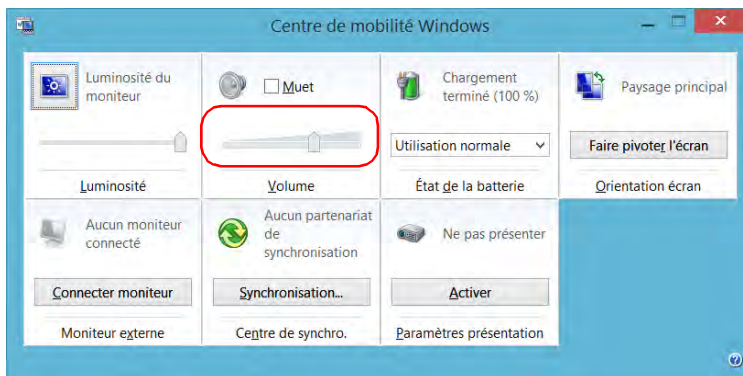 Centre de mobilité Windows
Luminosité du
moniteur
Luminosité
Muet
Volume
Chargement
terminé (100 %)
Utilisation normale
État de la batterie
Paysage principal
Faire pivoter l'écran
Orientation écran
Aucun moniteur
connecté
Connecter moniteur
Moniteur externe
Aucun partenariat
de
synchronisation
Synchronisation...
Centre de synchro.
Ne pas présenter
Activer
Paramètres présentation